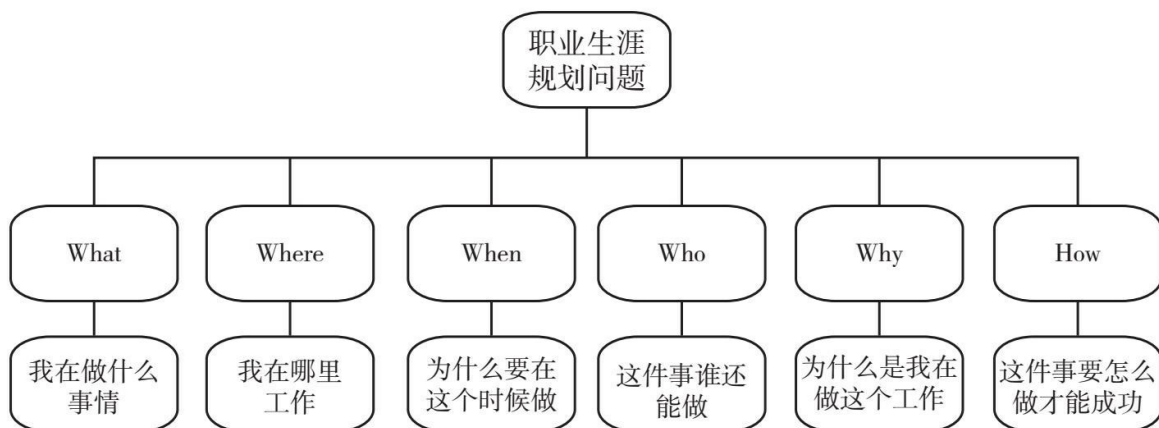 职业生涯
规划问题
What
Where
When
Who
Why
How
我在做什么
事情
我在哪里
工作
为什么要在
这个时候做
这件事谁还
能做
为什么是我在
做这个工作
这件事要怎么
做才能成功